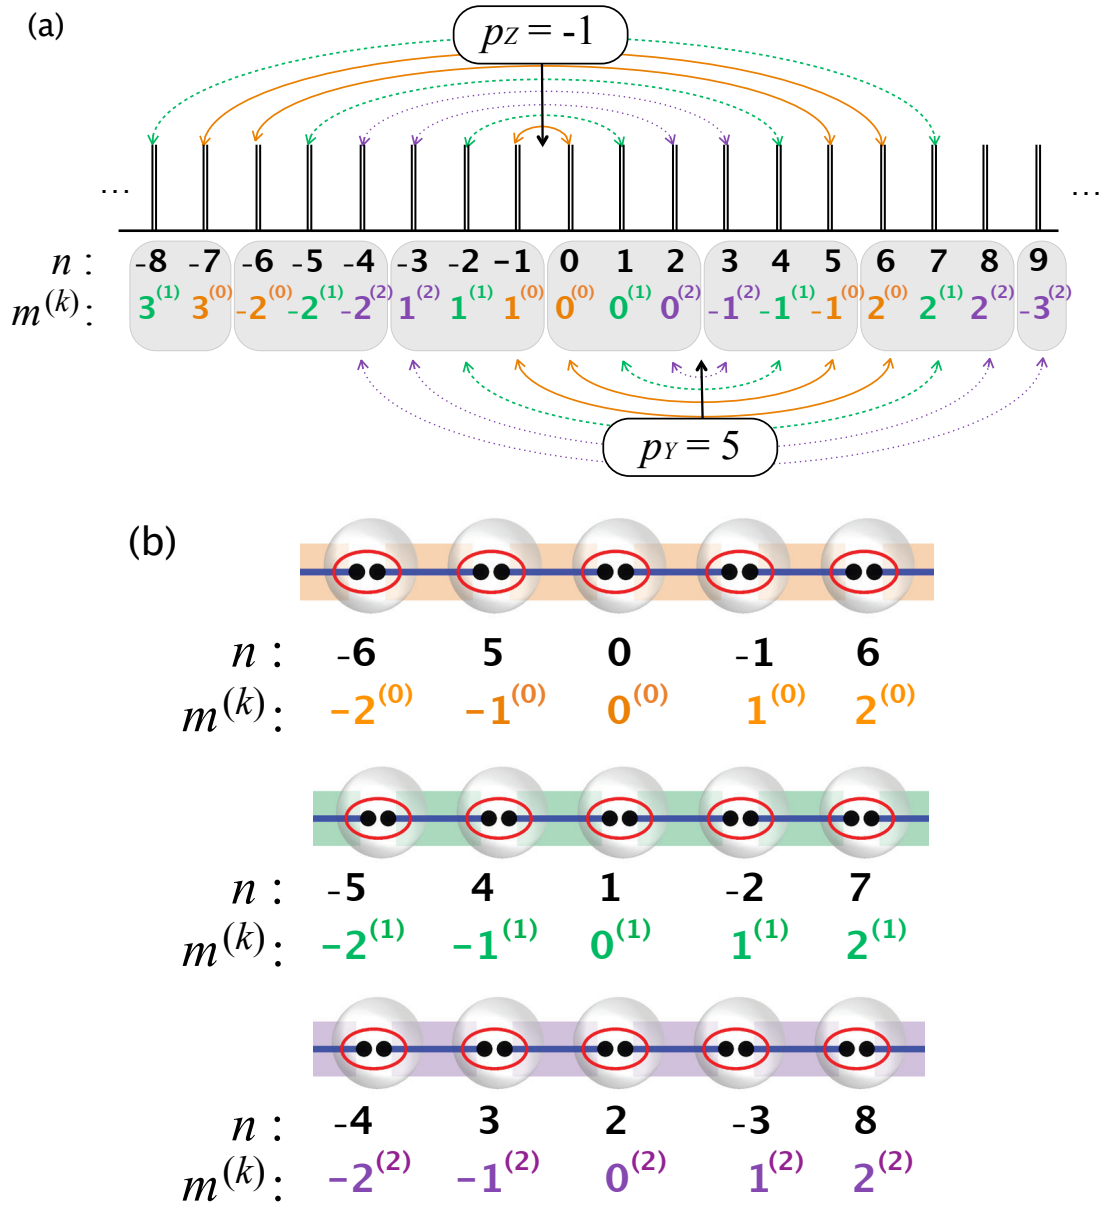 (a)
p_Z = -1
... ...
n : -8 -7 -6 -5 -4 -3 -2 -1 0 1 2 3 4 5 6 7 8 9
m^(k): 3^(1) 3^(0) -2^(0) -2^(1) -2^(2) 1^(2) 1^(1) 1^(0) 0^(0) 0^(1) 0^(2) -1^(2) -1^(1) -1^(0) 2^(0) 2^(1) 2^(2) -3^(2)
p_Y = 5
(b)
n : -6 5 0 -1 6
m^(k): -2^(0) -1^(0) 0^(0) 1^(0) 2^(0)
n : -5 4 1 -2 7
m^(k): -2^(1) -1^(1) 0^(1) 1^(1) 2^(1)
n : -4 3 2 -3 8
m^(k): -2^(2) -1^(2) 0^(2) 1^(2) 2^(2)